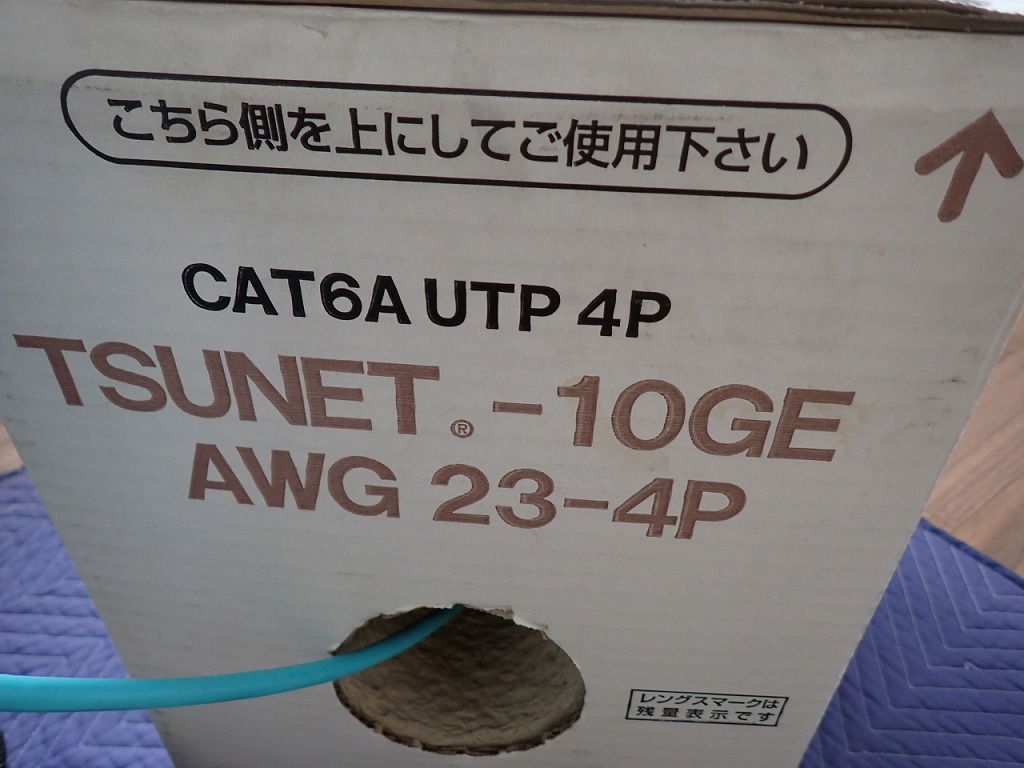 こちら側を上にしてご使用下さい
CAT6A UTP 4P
TSUNET®-10GE
AWG 23-4P
レングスマークは
残量表示です